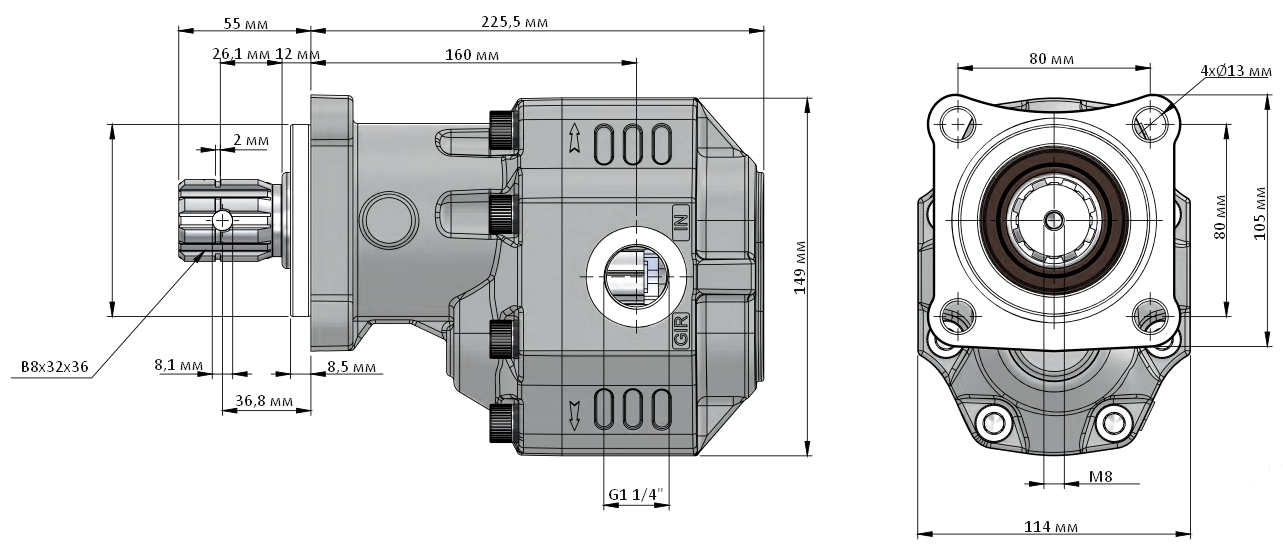 55 мм
225,5 мм
26,1 мм
12 мм
160 мм
2 мм
IN
GIR
149 мм
B8x32x36
8,1 мм
8,5 мм
36,8 мм
G1 1/4"
80 мм
4xØ13 мм
80 мм
105 мм
M8
114 мм